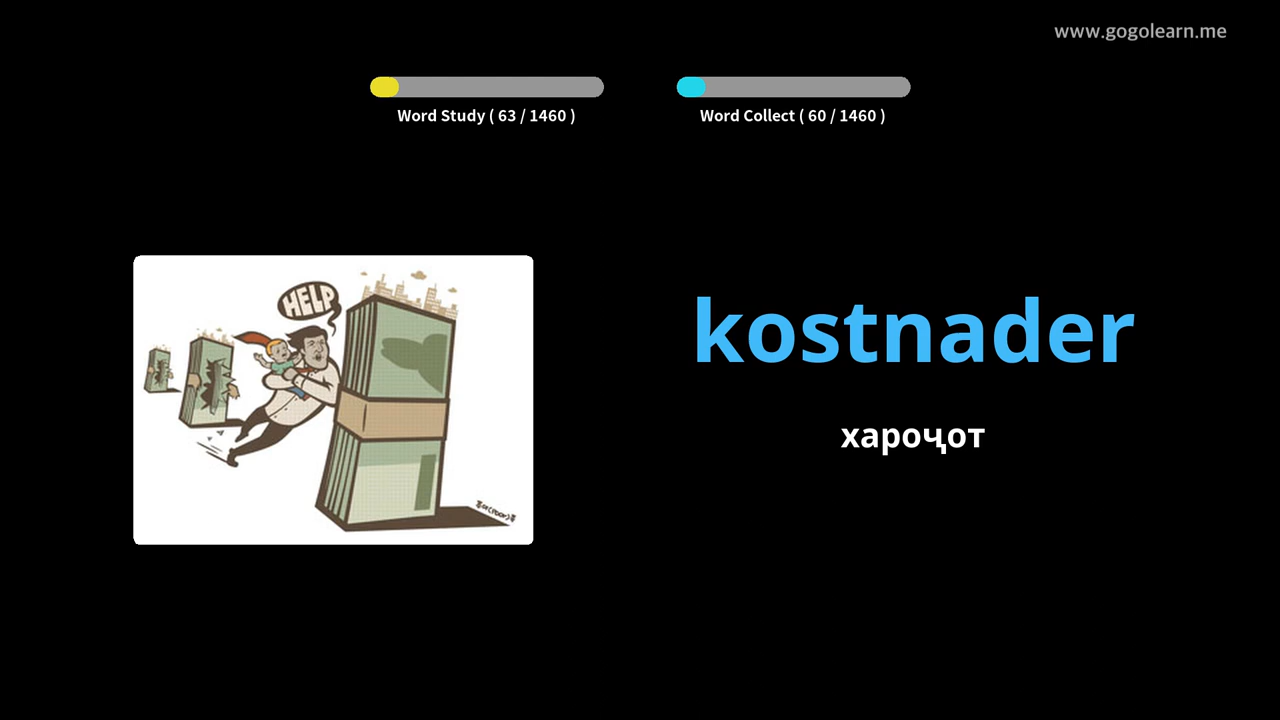 www.gogolearn.me
Word Study ( 63 / 1460 )
Word Collect ( 60 / 1460 )
HELP
kostnader
хароҷот